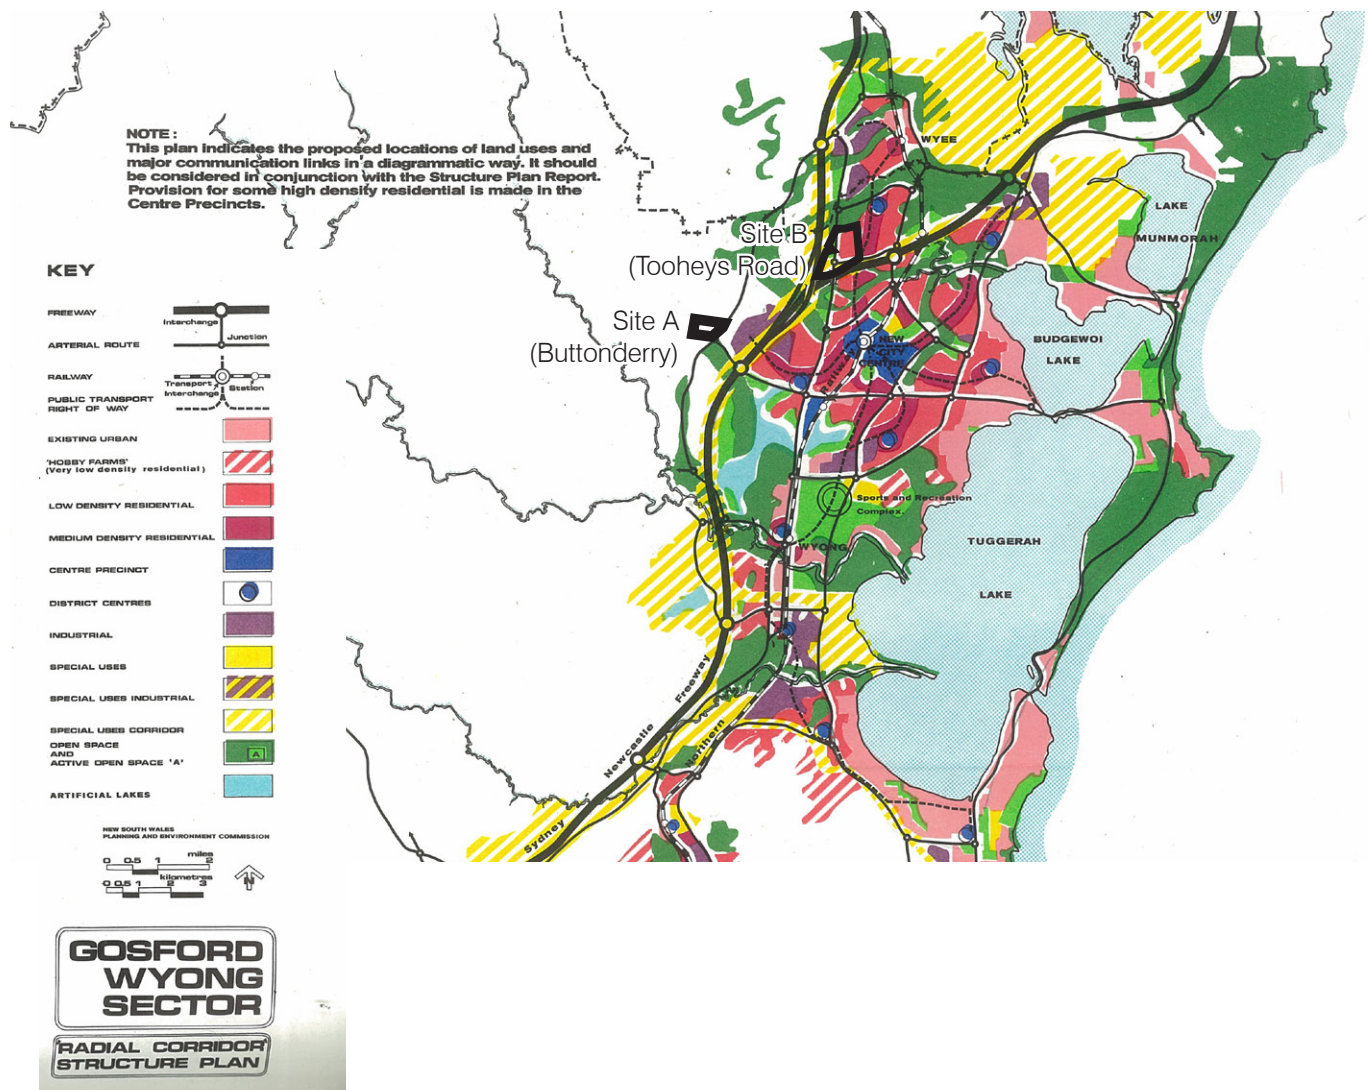 NOTE :
This plan indicates the proposed locations of land uses and
major communication links in a diagrammatic way. It should
be considered in conjunction with the Structure Plan Report.
Provision for some high density residential is made in the
Centre Precincts.
KEY
FREEWAY
Interchange
Junction
ARTERIAL ROUTE
RAILWAY
Transport
Interchange
Station
PUBLIC TRANSPORT
RIGHT OF WAY
EXISTING URBAN
'HOBBY FARMS'
(Very low density residential)
LOW DENSITY RESIDENTIAL
MEDIUM DENSITY RESIDENTIAL
CENTRE PRECINCT
DISTRICT CENTRES
INDUSTRIAL
SPECIAL USES
SPECIAL USES INDUSTRIAL
SPECIAL USES CORRIDOR
OPEN SPACE
AND
ACTIVE OPEN SPACE 'A'
A
ARTIFICIAL LAKES
NEW SOUTH WALES
PLANNING AND ENVIRONMENT COMMISSION
miles
0 0.5 1 2
kilometres
0 0.5 1 2 3
N
GOSFORD
WYONG
SECTOR
RADIAL CORRIDOR
STRUCTURE PLAN
WYEE
LAKE
MUNMORAH
Site B
(Tooheys Road)
Site A
(Buttonderry)
NEW
CITY
CENTRE
Railway
BUDGEWOI
LAKE
Sports and Recreation
Complex.
WYONG
TUGGERAH
LAKE
Sydney
Newcastle
Freeway
Northern